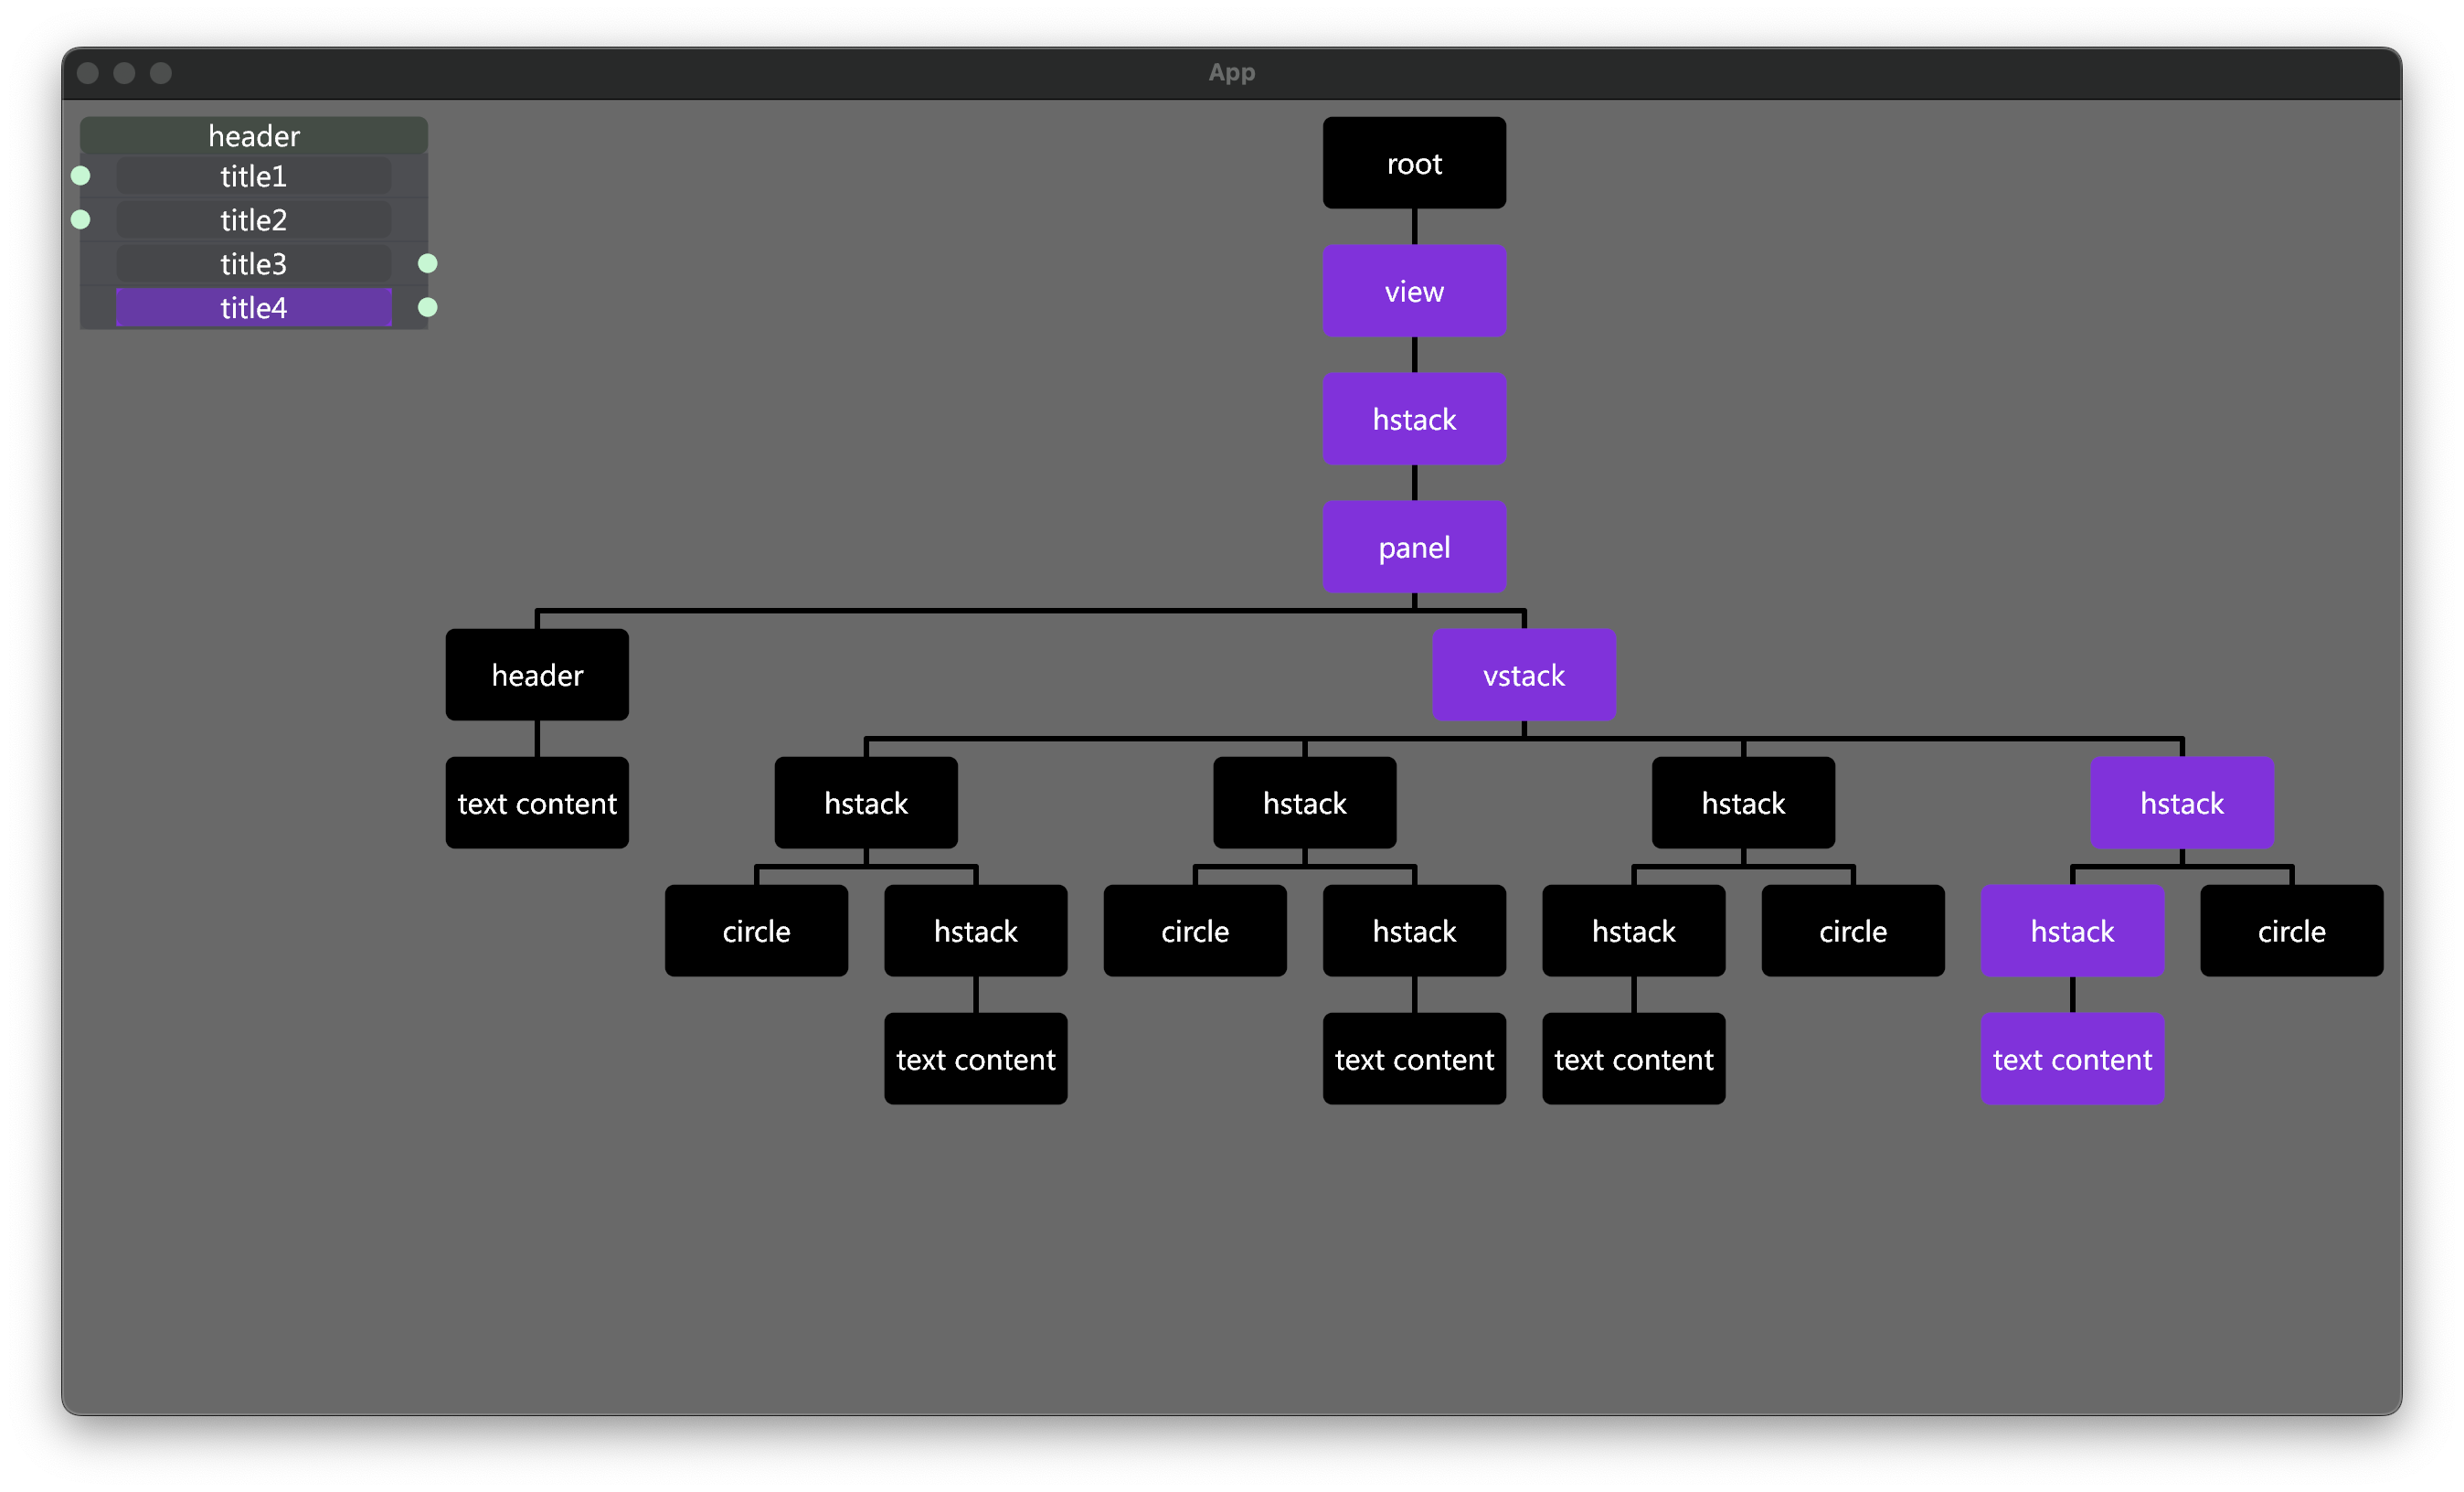 App
header
title1
title2
title3
title4
root
view
hstack
panel
header
vstack
text content
hstack
hstack
hstack
hstack
circle
hstack
circle
hstack
hstack
circle
hstack
circle
text content
text content
text content
text content